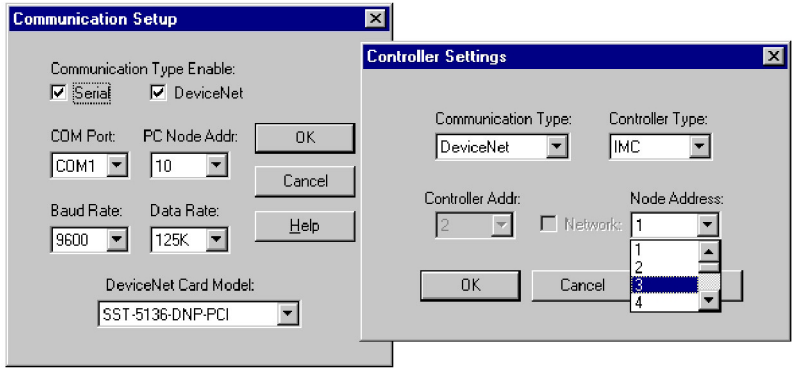 Communication Setup
Communication Type Enable:
Serial DeviceNet
COM Port: PC Node Addr:
COM1 10
OK
Cancel
Baud Rate: Data Rate:
9600 125K
Help
DeviceNet Card Model:
SST-5136-DNP-PCI
Controller Settings
Communication Type: Controller Type:
DeviceNet IMC
Controller Addr: Node Address:
2 Network: 1
1
2
3
4
OK Cancel